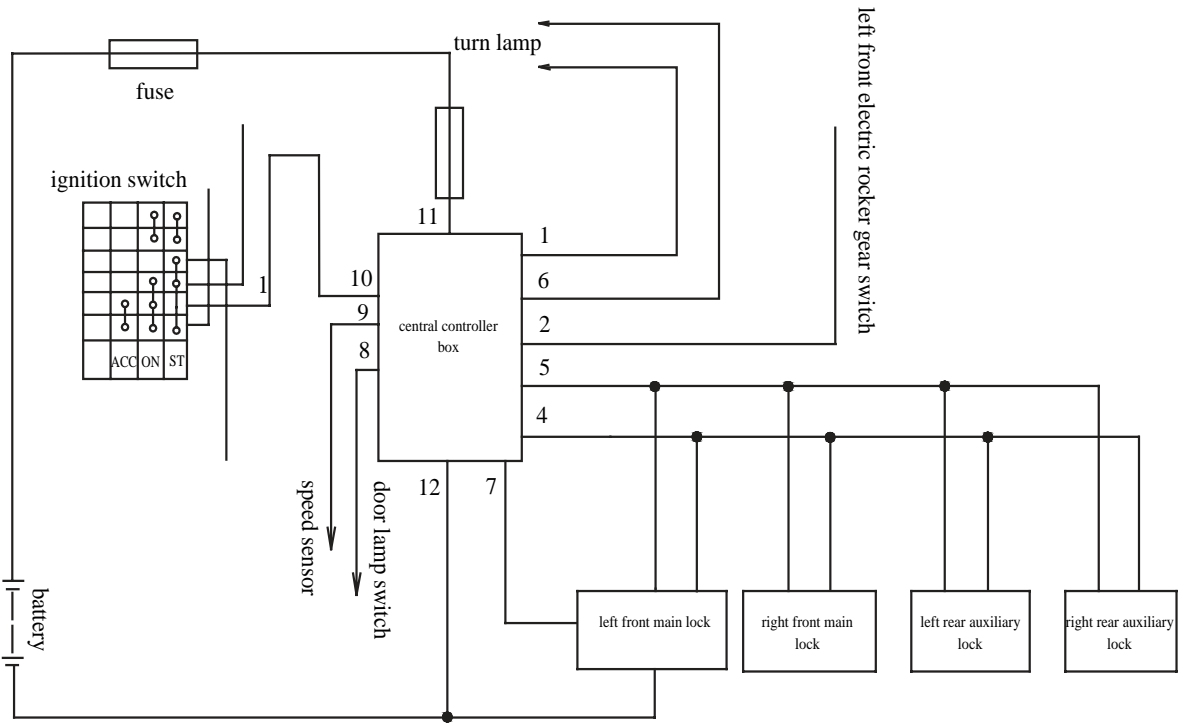 turn lamp
fuse
left front electric rocker gear switch
ignition switch
11
1
1
10
6
9
central controller
box
2
8
ACC ON ST
5
4
12
7
speed sensor
door lamp switch
battery
left front main lock
right front main
lock
left rear auxiliary
lock
right rear auxiliary
lock